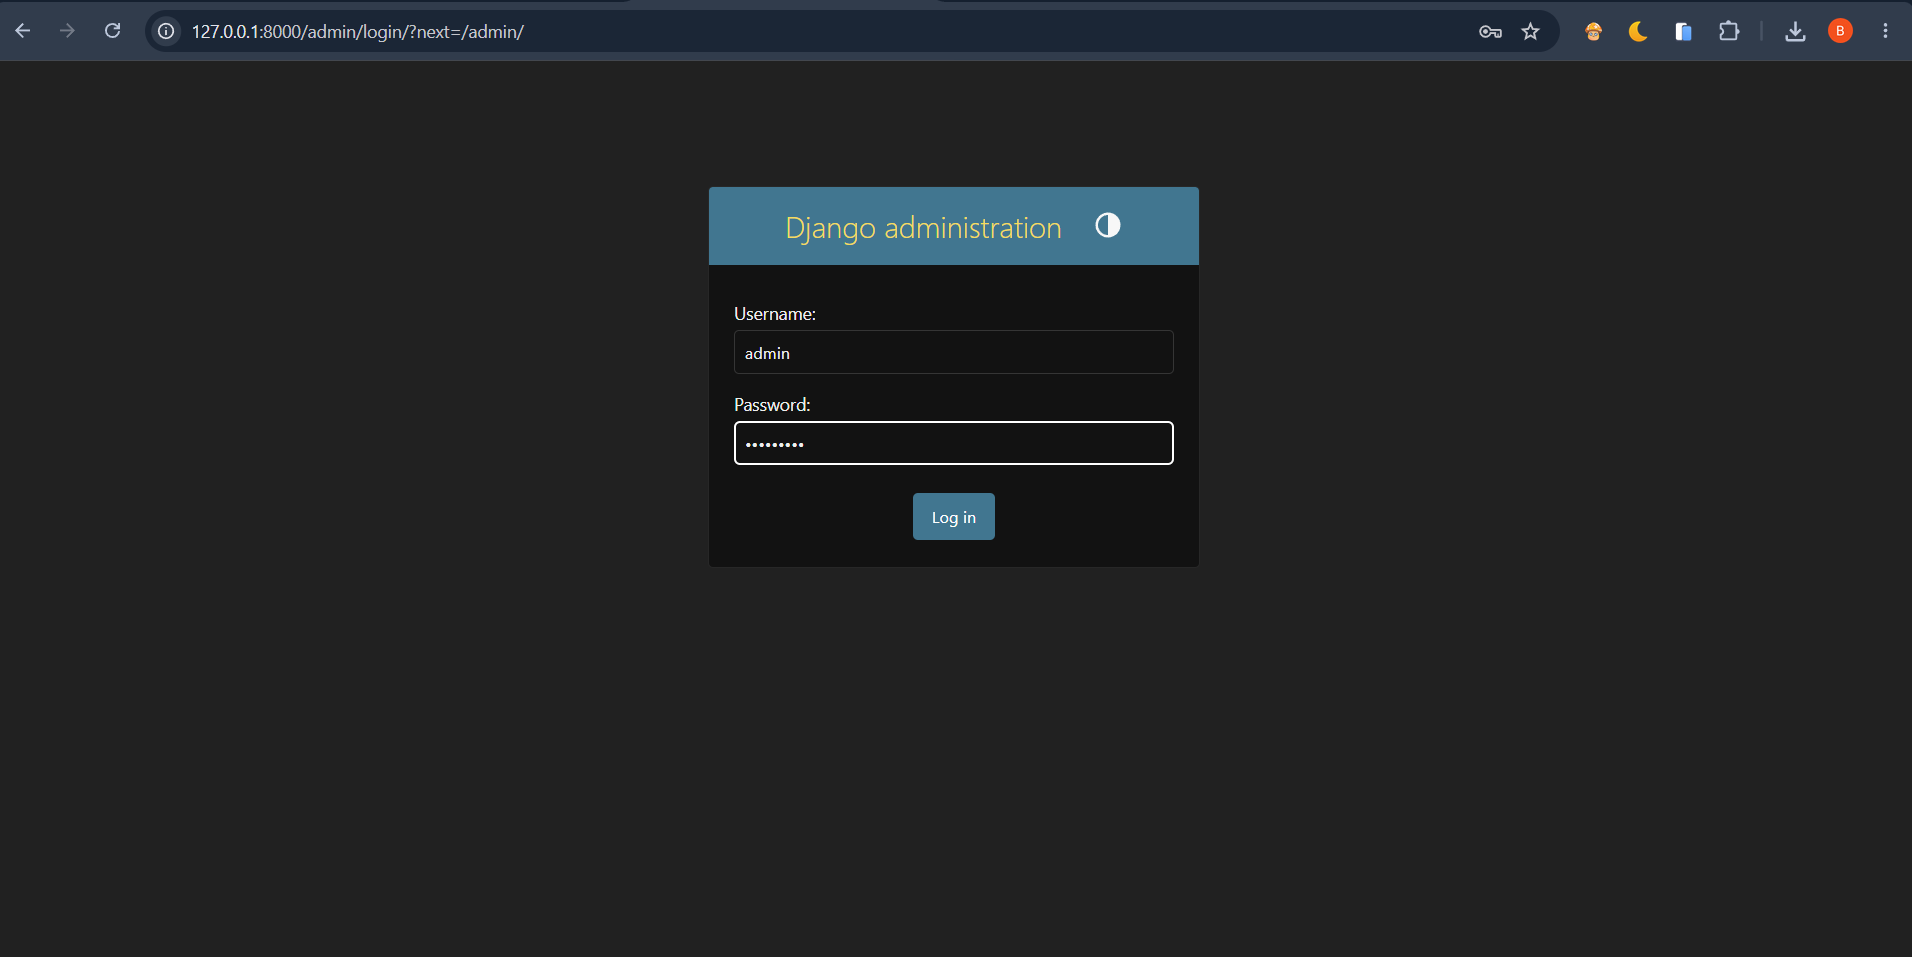 127.0.0.1:8000/admin/login/?next=/admin/
B
Django administration
Username:
admin
Password:
•••••••••
Log in